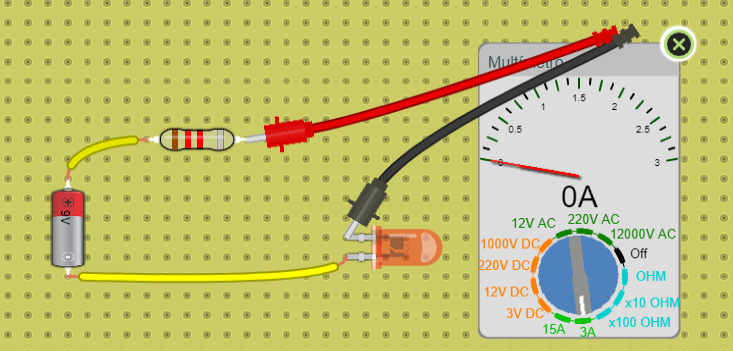 Multímetro
0
0.5
1
1.5
2
2.5
3
0A
12V AC
220V AC
12000V AC
1000V DC
Off
220V DC
OHM
12V DC
x10 OHM
3V DC
x100 OHM
15A
3A
9V